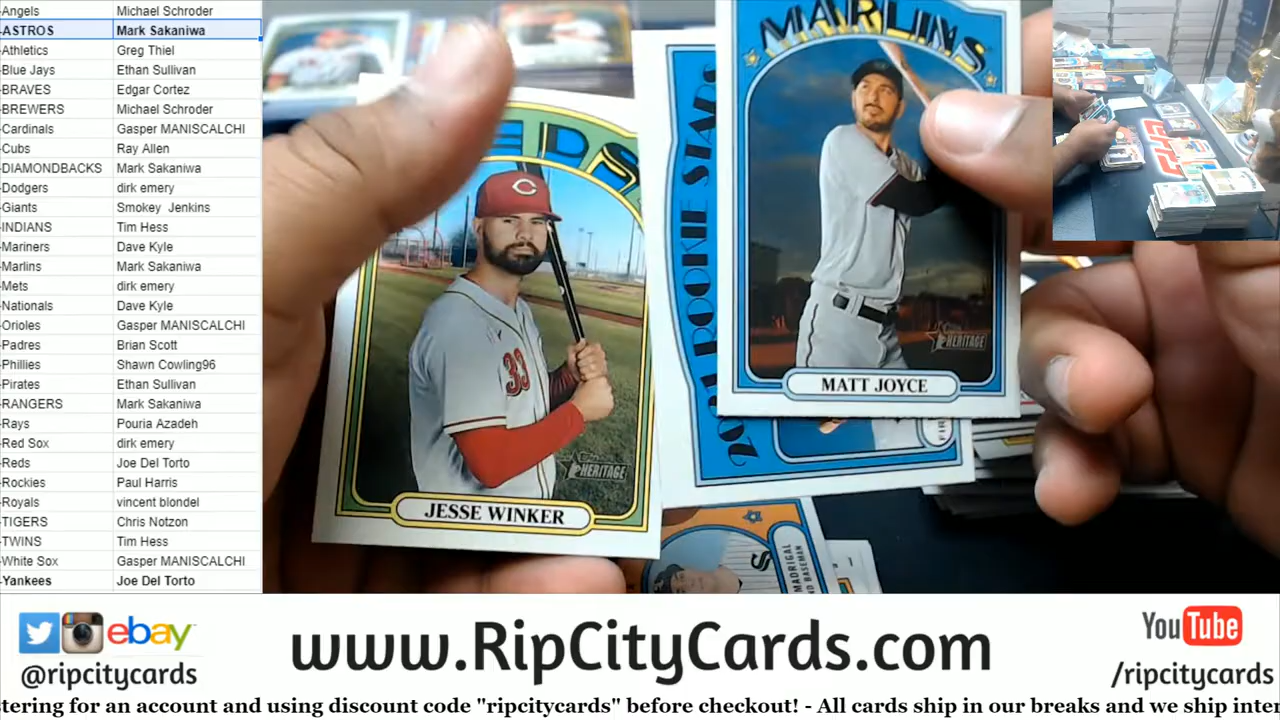 -Angels Michael Schroder
-ASTROS Mark Sakaniwa
-Athletics Greg Thiel
-Blue Jays Ethan Sullivan
-BRAVES Edgar Cortez
-BREWERS Michael Schroder
-Cardinals Gasper MANISCALCHI
-Cubs Ray Allen
-DIAMONDBACKS Mark Sakaniwa
-Dodgers dirk emery
-Giants Smokey Jenkins
-INDIANS Tim Hess
-Mariners Dave Kyle
-Marlins Mark Sakaniwa
-Mets dirk emery
-Nationals Dave Kyle
-Orioles Gasper MANISCALCHI
-Padres Brian Scott
-Phillies Shawn Cowling96
-Pirates Ethan Sullivan
-RANGERS Mark Sakaniwa
-Rays Pouria Azadeh
-Red Sox dirk emery
-Reds Joe Del Torto
-Rockies Paul Harris
-Royals vincent blondel
-TIGERS Chris Notzon
-TWINS Tim Hess
-White Sox Gasper MANISCALCHI
-Yankees Joe Del Torto
EDS
C
33
Topps HERITAGE
JESSE WINKER
2021 ROOKIE STARS
FIR
MARLINS
Topps HERITAGE
MATT JOYCE
MADRIGAL
ND BASEMAN
ebay
@ripcitycards
www.RipCityCards.com
YouTube
/ripcitycards
stering for an account and using discount code "ripcitycards" before checkout! - All cards ship in our breaks and we ship inter